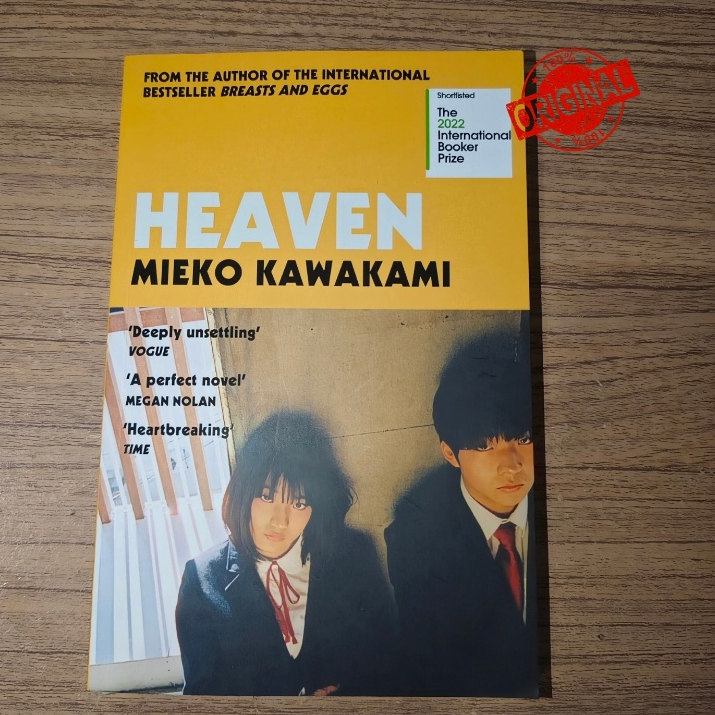 FROM THE AUTHOR OF THE INTERNATIONAL
BESTSELLER BREASTS AND EGGS
Shortlisted
The
2022
International
Booker
Prize
ORIGINAL
HEAVEN
MIEKO KAWAKAMI
'Deeply unsettling'
VOGUE
'A perfect novel'
MEGAN NOLAN
'Heartbreaking'
TIME